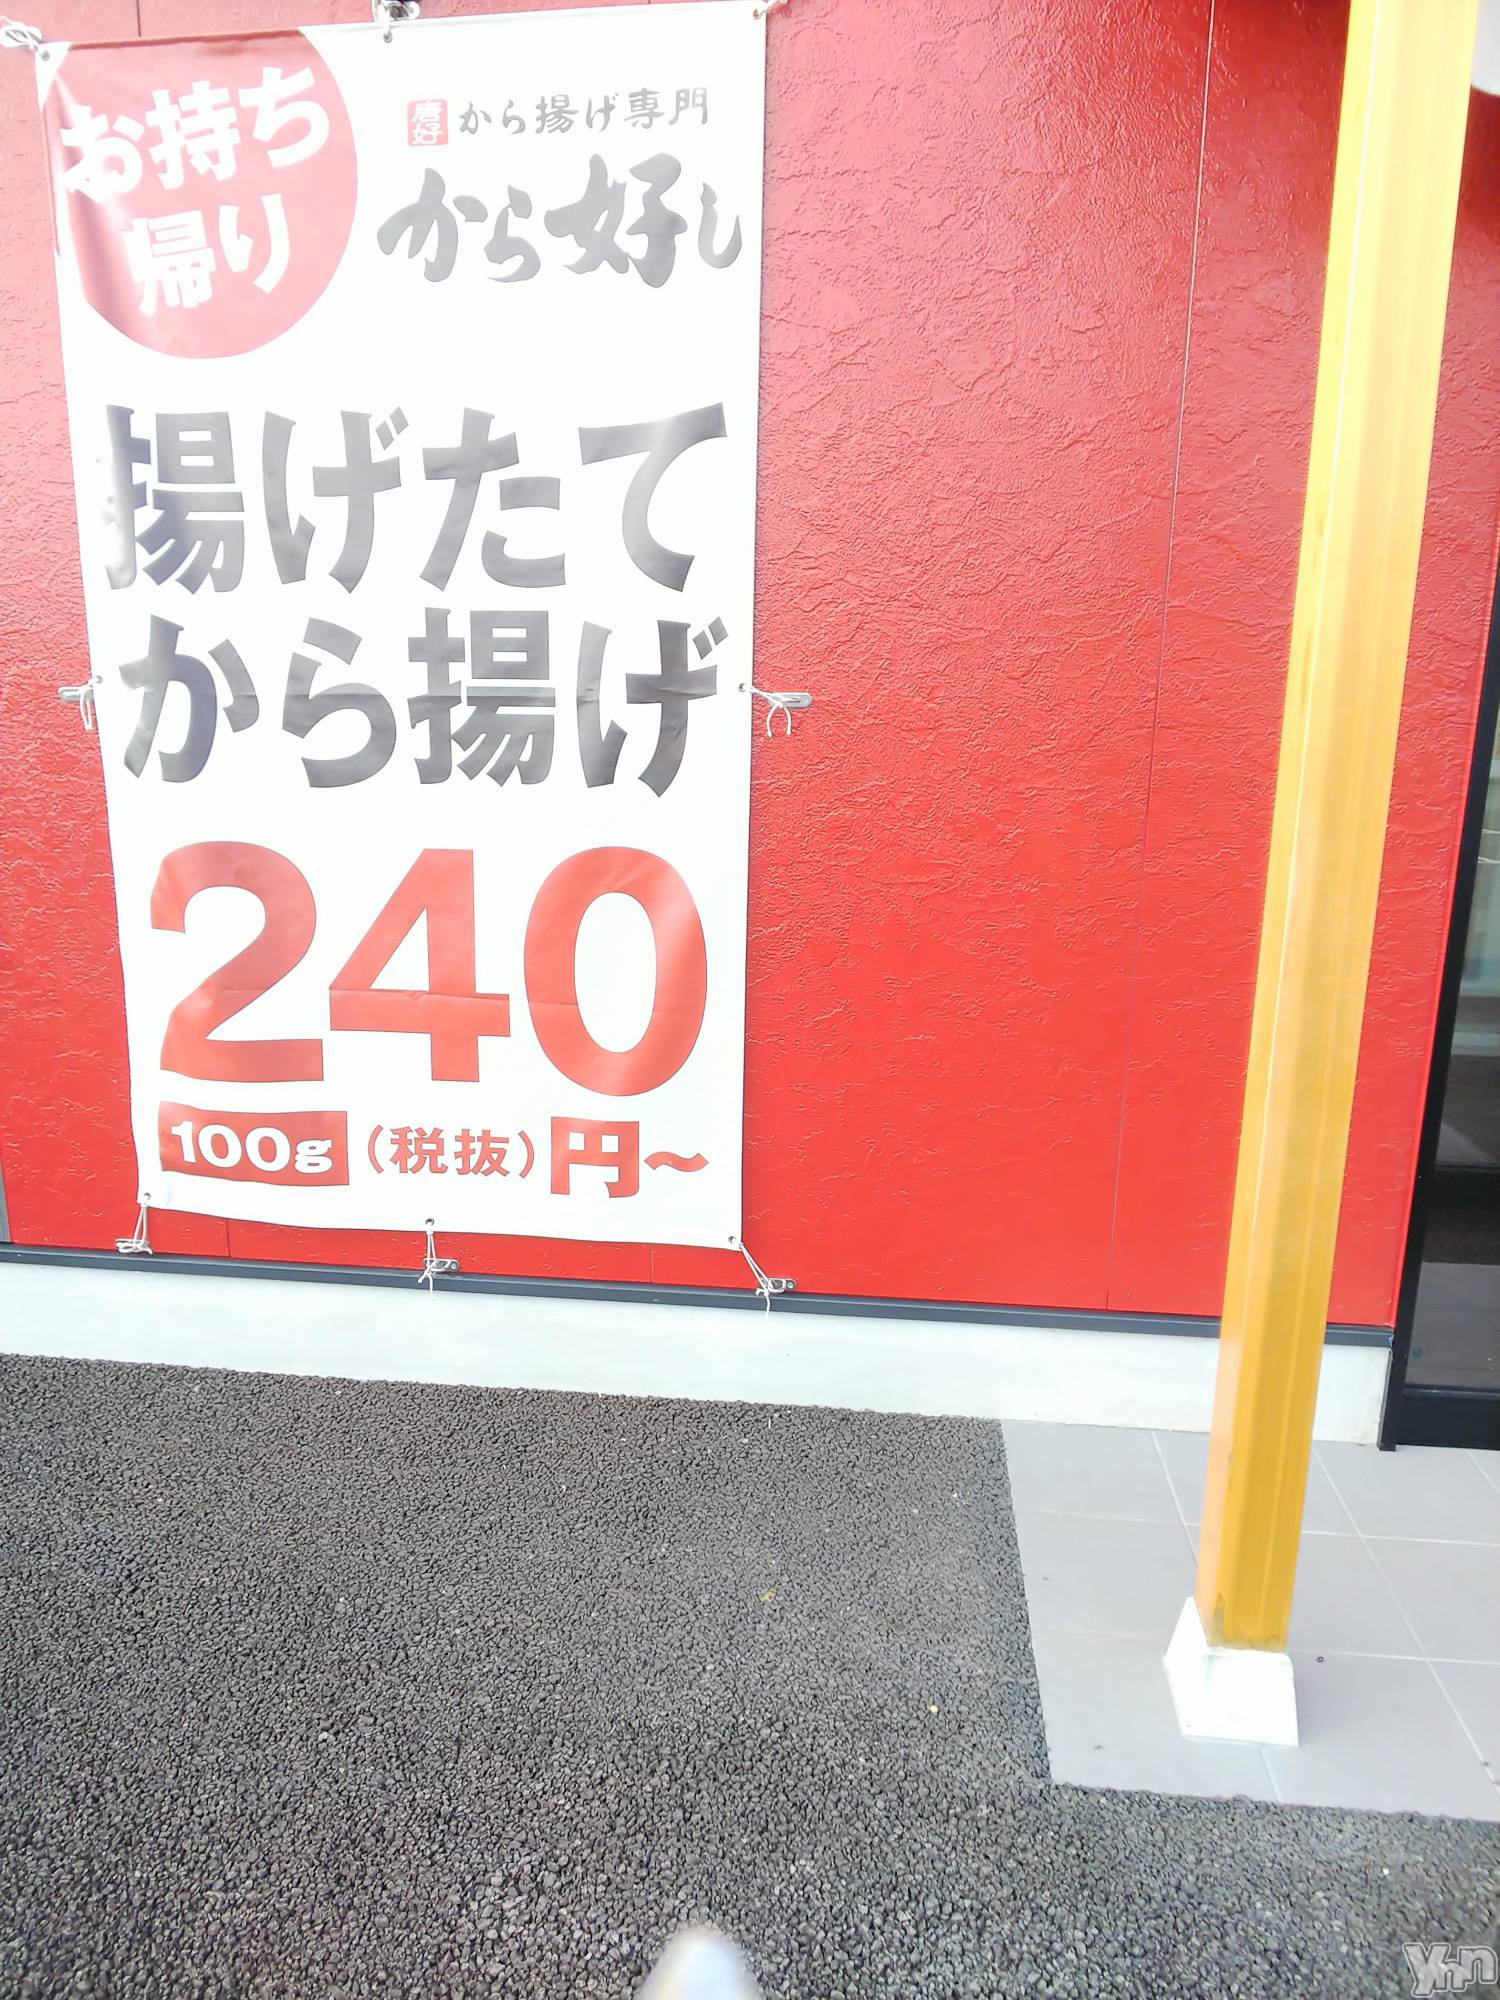 お持ち
帰り
唐好 から揚げ専門
から好し
揚げたて
から揚げ
240
100g (税抜) 円～